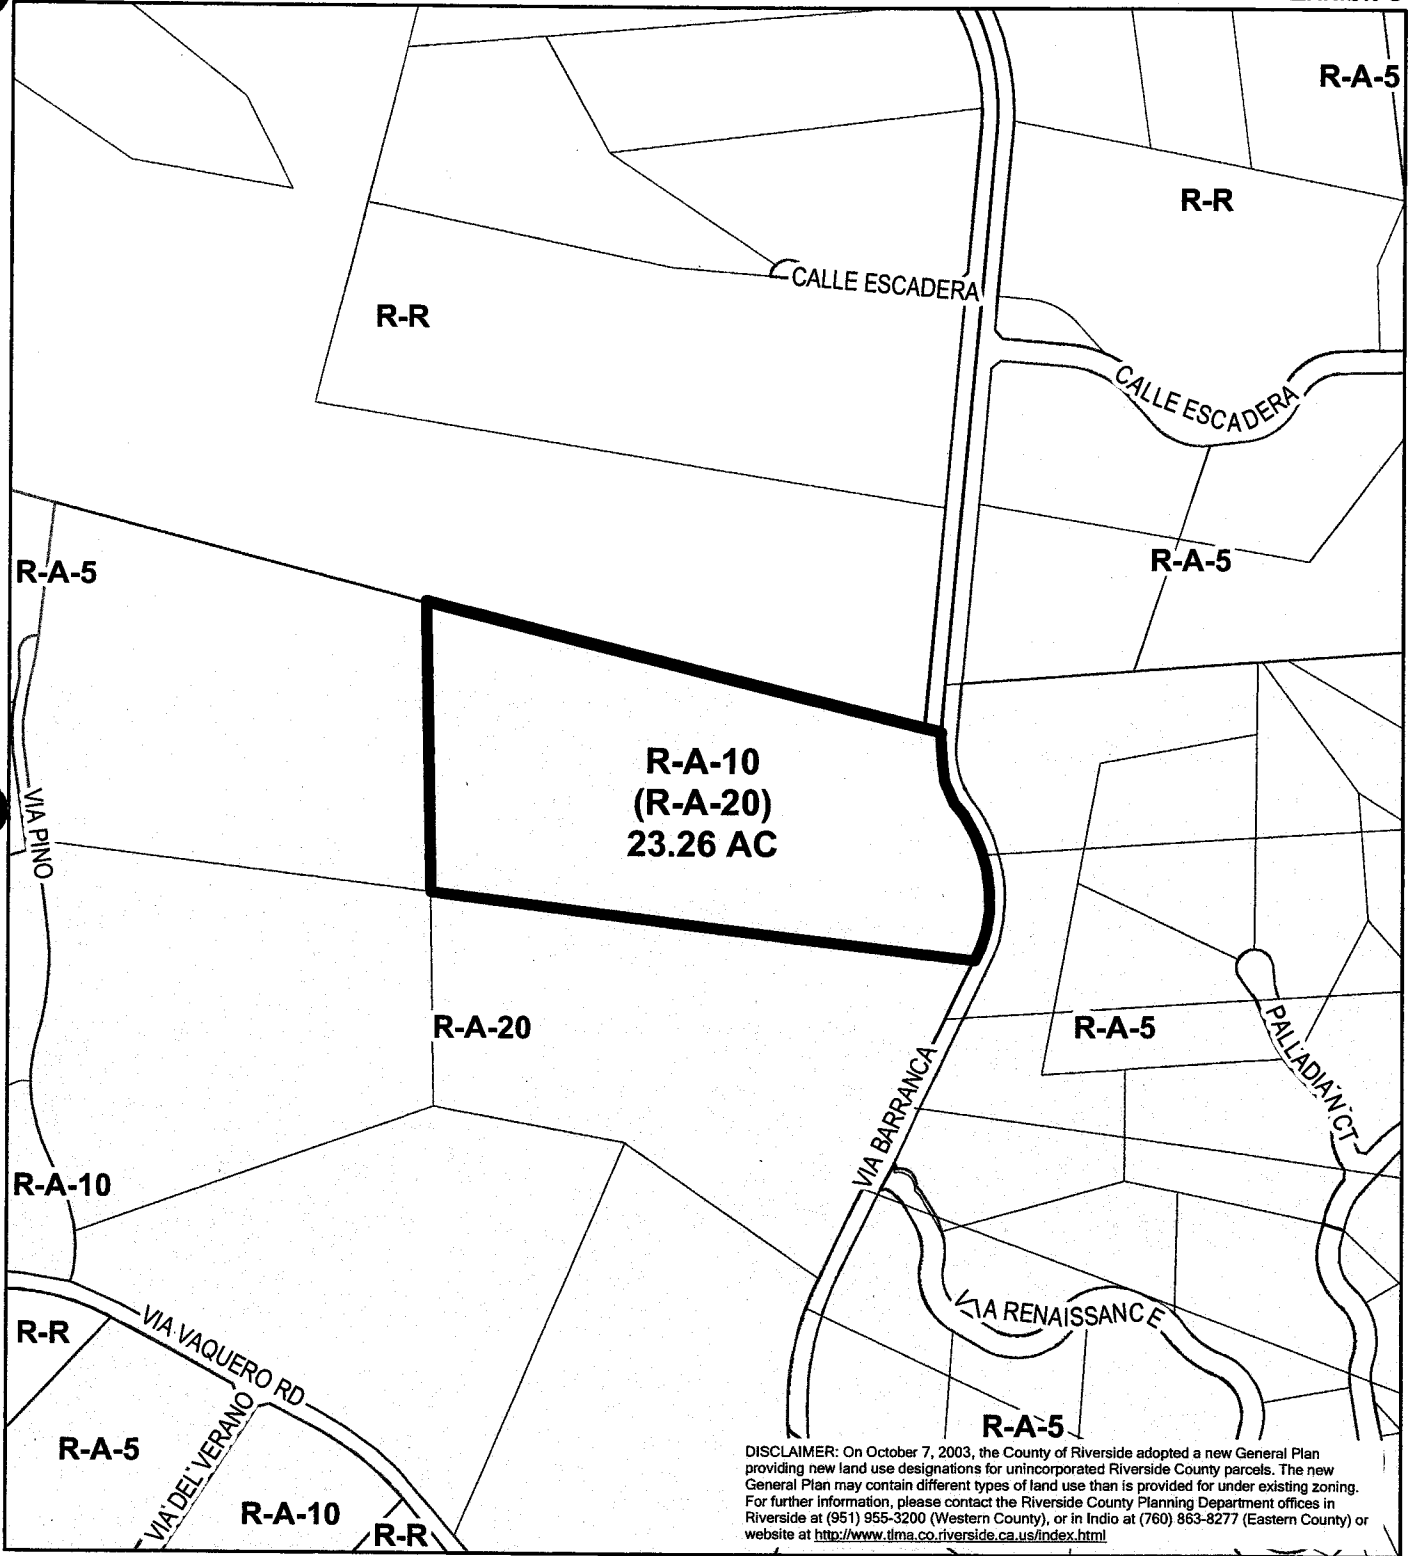 R-A-5
R-R
CALLE ESCADERA
R-R
CALLE ESCADERA
R-A-5
R-A-5
R-A-10
(R-A-20)
23.26 AC
VIA PINO
R-A-20
R-A-5
PALLADIAN CT
VIA BARRANCA
R-A-10
VIA RENAISSANCE
R-R
VIA VAQUERO RD
R-A-5
VIA DEL VERANO
R-A-10
R-R
R-A-5
DISCLAIMER: On October 7, 2003, the County of Riverside adopted a new General Plan
providing new land use designations for unincorporated Riverside County parcels. The new
General Plan may contain different types of land use than is provided for under existing zoning.
For further information, please contact the Riverside County Planning Department offices in
Riverside at (951) 955-3200 (Western County), or in Indio at (760) 863-8277 (Eastern County) or
website at http://www.tlma.co.riverside.ca.us/index.html